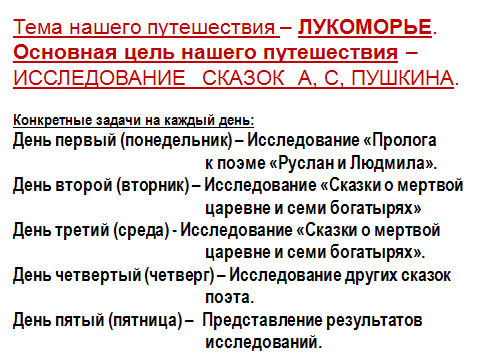 Тема нашего путешествия – ЛУКОМОРЬЕ.
Основная цель нашего путешествия –
ИССЛЕДОВАНИЕ СКАЗОК А, С, ПУШКИНА.
Конкретные задачи на каждый день:
День первый (понедельник) – Исследование «Пролога
к поэме «Руслан и Людмила».
День второй (вторник) – Исследование «Сказки о мертвой
царевне и семи богатырях»
День третий (среда) - Исследование «Сказки о мертвой
царевне и семи богатырях».
День четвертый (четверг) – Исследование других сказок
поэта.
День пятый (пятница) – Представление результатов
исследований.